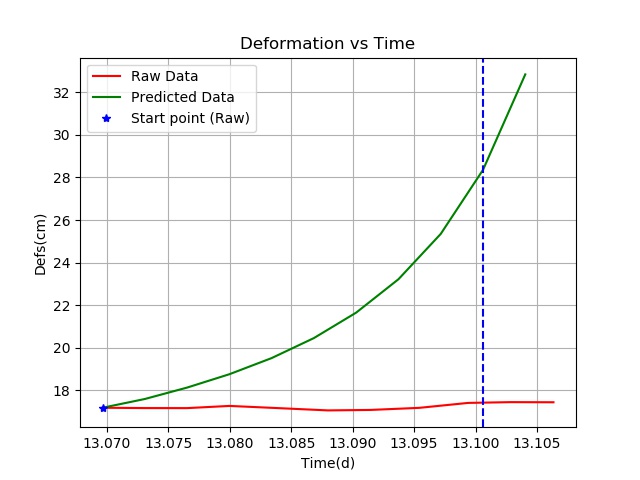 Deformation vs Time
Raw Data
Predicted Data
Start point (Raw)
Defs(cm)
32
30
28
26
24
22
20
18
13.070 13.075 13.080 13.085 13.090 13.095 13.100 13.105
Time(d)